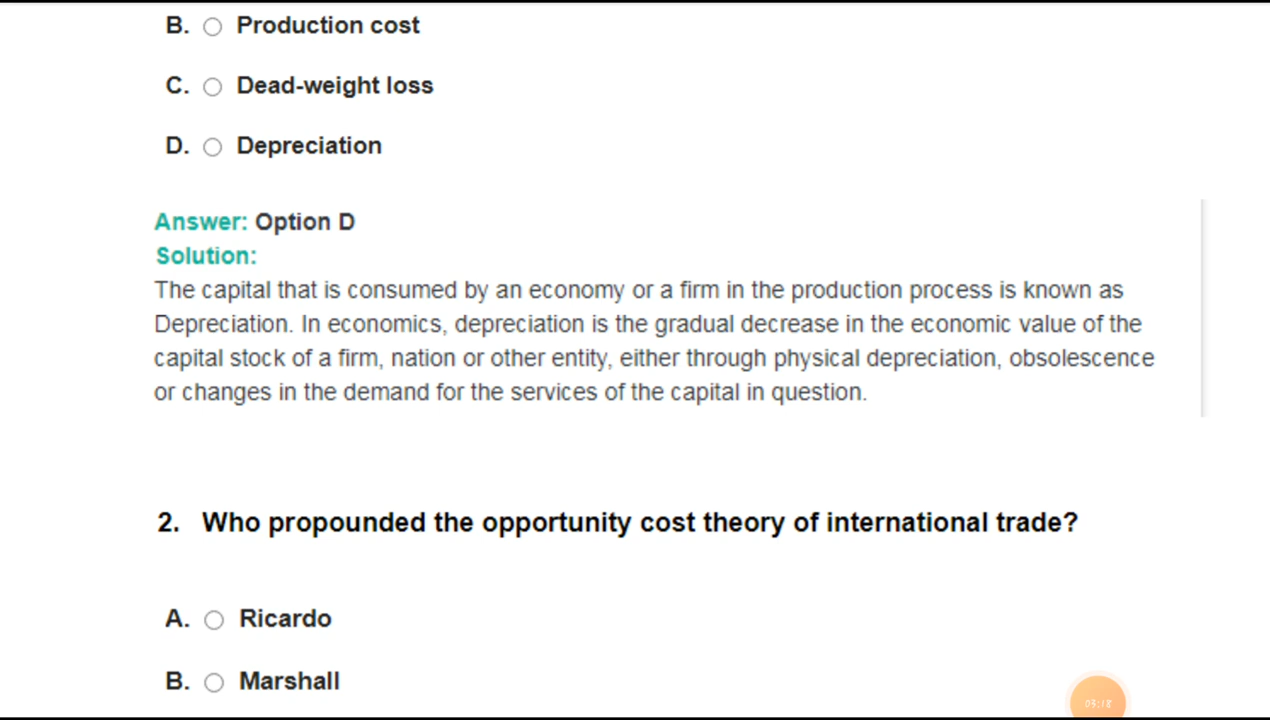 B. Production cost
C. Dead-weight loss
D. Depreciation
Answer: Option D
Solution:
The capital that is consumed by an economy or a firm in the production process is known as
Depreciation. In economics, depreciation is the gradual decrease in the economic value of the
capital stock of a firm, nation or other entity, either through physical depreciation, obsolescence
or changes in the demand for the services of the capital in question.
2. Who propounded the opportunity cost theory of international trade?
A. Ricardo
B. Marshall